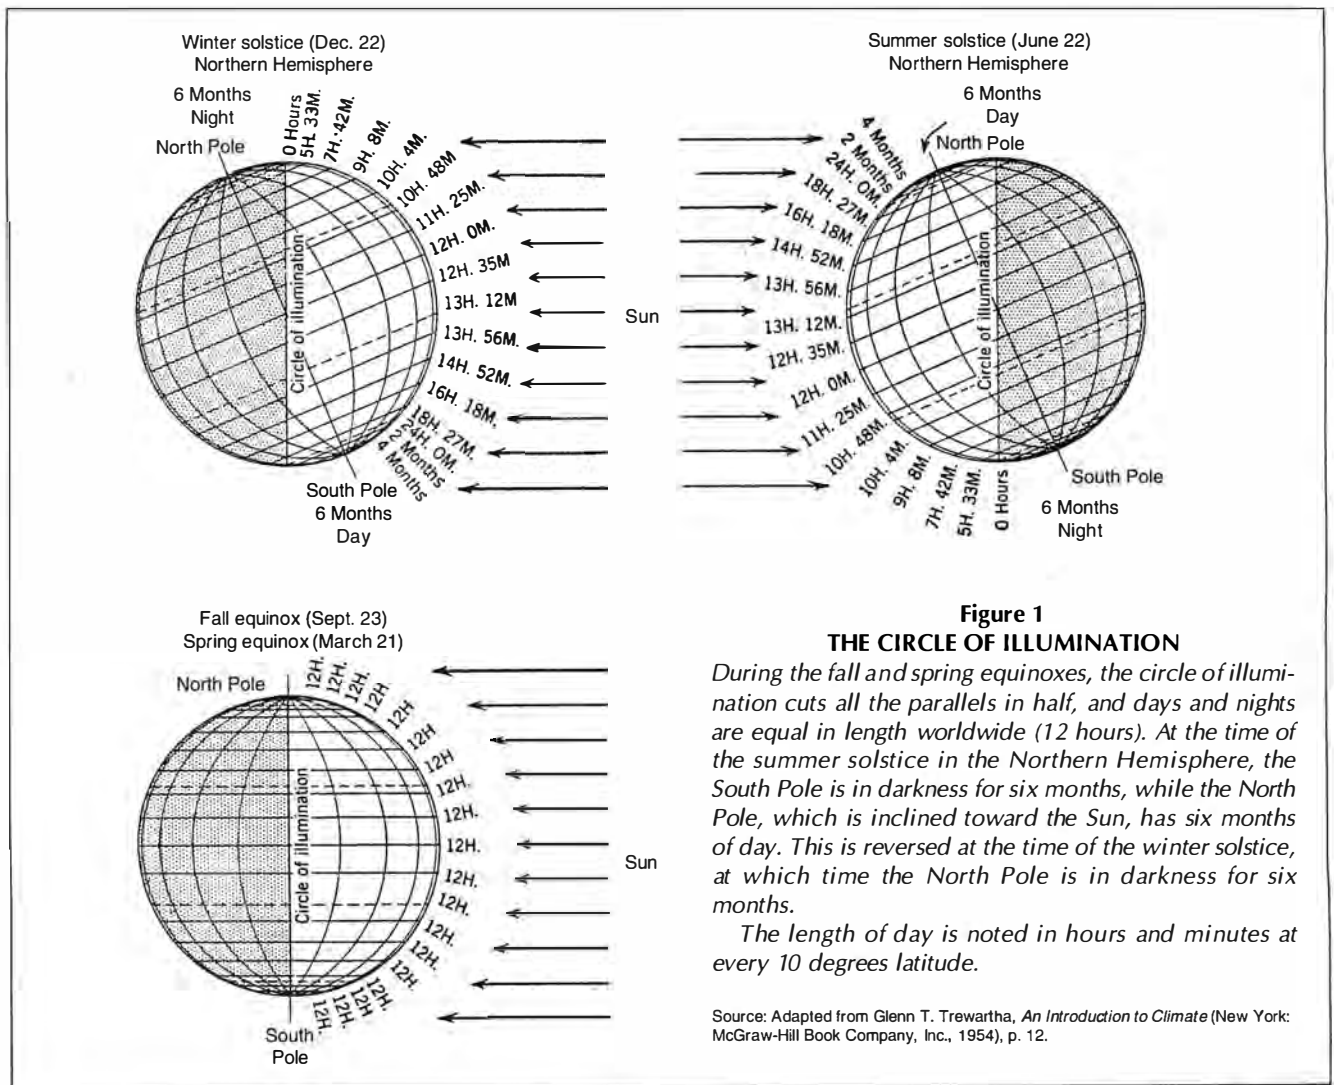 Winter solstice (Dec. 22)
Northern Hemisphere
6 Months
Night
North Pole
0 Hours
5H. 33M.
7H. 42M.
9H. 8M.
10H. 4M.
10H. 48M
11H. 25M.
12H. 0M.
12H. 35M
13H. 12M
13H. 56M.
14H. 52M.
16H. 18M.
18H. 27M.
24H. 0M.
2 Months
4 Months
Circle of illumination
South Pole
6 Months
Day
Sun
Summer solstice (June 22)
Northern Hemisphere
6 Months
Day
North Pole
4 Months
2 Months
24H. 0M.
18H. 27M.
16H. 18M.
14H. 52M.
13H. 56M.
13H. 12M.
12H. 35M.
12H. 0M.
11H. 25M
10H. 48M.
10H. 4M.
9H. 8M.
7H. 42M.
5H. 33M.
0 Hours
Circle of illumination
South Pole
6 Months
Night
Fall equinox (Sept. 23)
Spring equinox (March 21)
North Pole
12H.
12H.
12H.
12H
12H
12H
12H
12H.
12H.
12H.
12H.
12H.
12H.
12H.
12H.
12H.
12H
12H.
12H.
Circle of illumination
South
Pole
Sun
Figure 1
THE CIRCLE OF ILLUMINATION
During the fall and spring equinoxes, the circle of illumi-
nation cuts all the parallels in half, and days and nights
are equal in length worldwide (12 hours). At the time of
the summer solstice in the Northern Hemisphere, the
South Pole is in darkness for six months, while the North
Pole, which is inclined toward the Sun, has six months
of day. This is reversed at the time of the winter solstice,
at which time the North Pole is in darkness for six
months.
The length of day is noted in hours and minutes at
every 10 degrees latitude.
Source: Adapted from Glenn T. Trewartha, An Introduction to Climate (New York:
McGraw-Hill Book Company, Inc., 1954), p. 12.